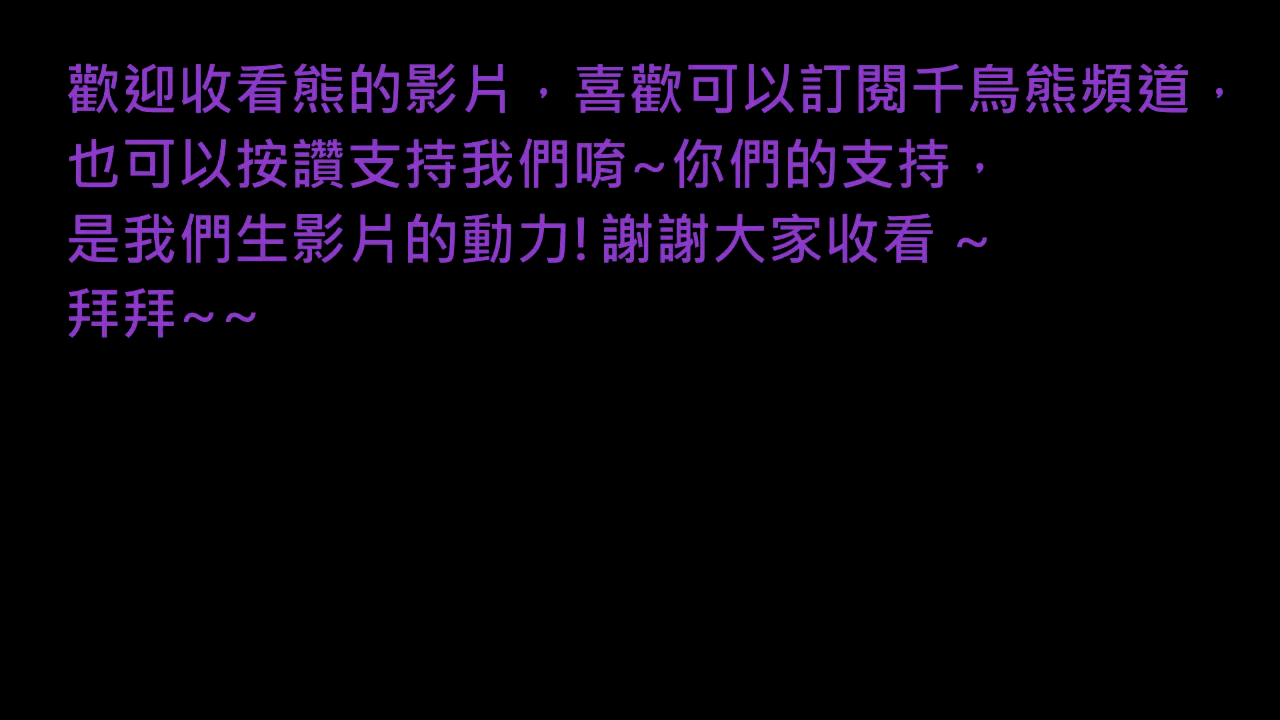 歡迎收看熊的影片，喜歡可以訂閱千鳥熊頻道，
也可以按讚支持我們唷~你們的支持，
是我們生影片的動力! 謝謝大家收看 ~
拜拜~~